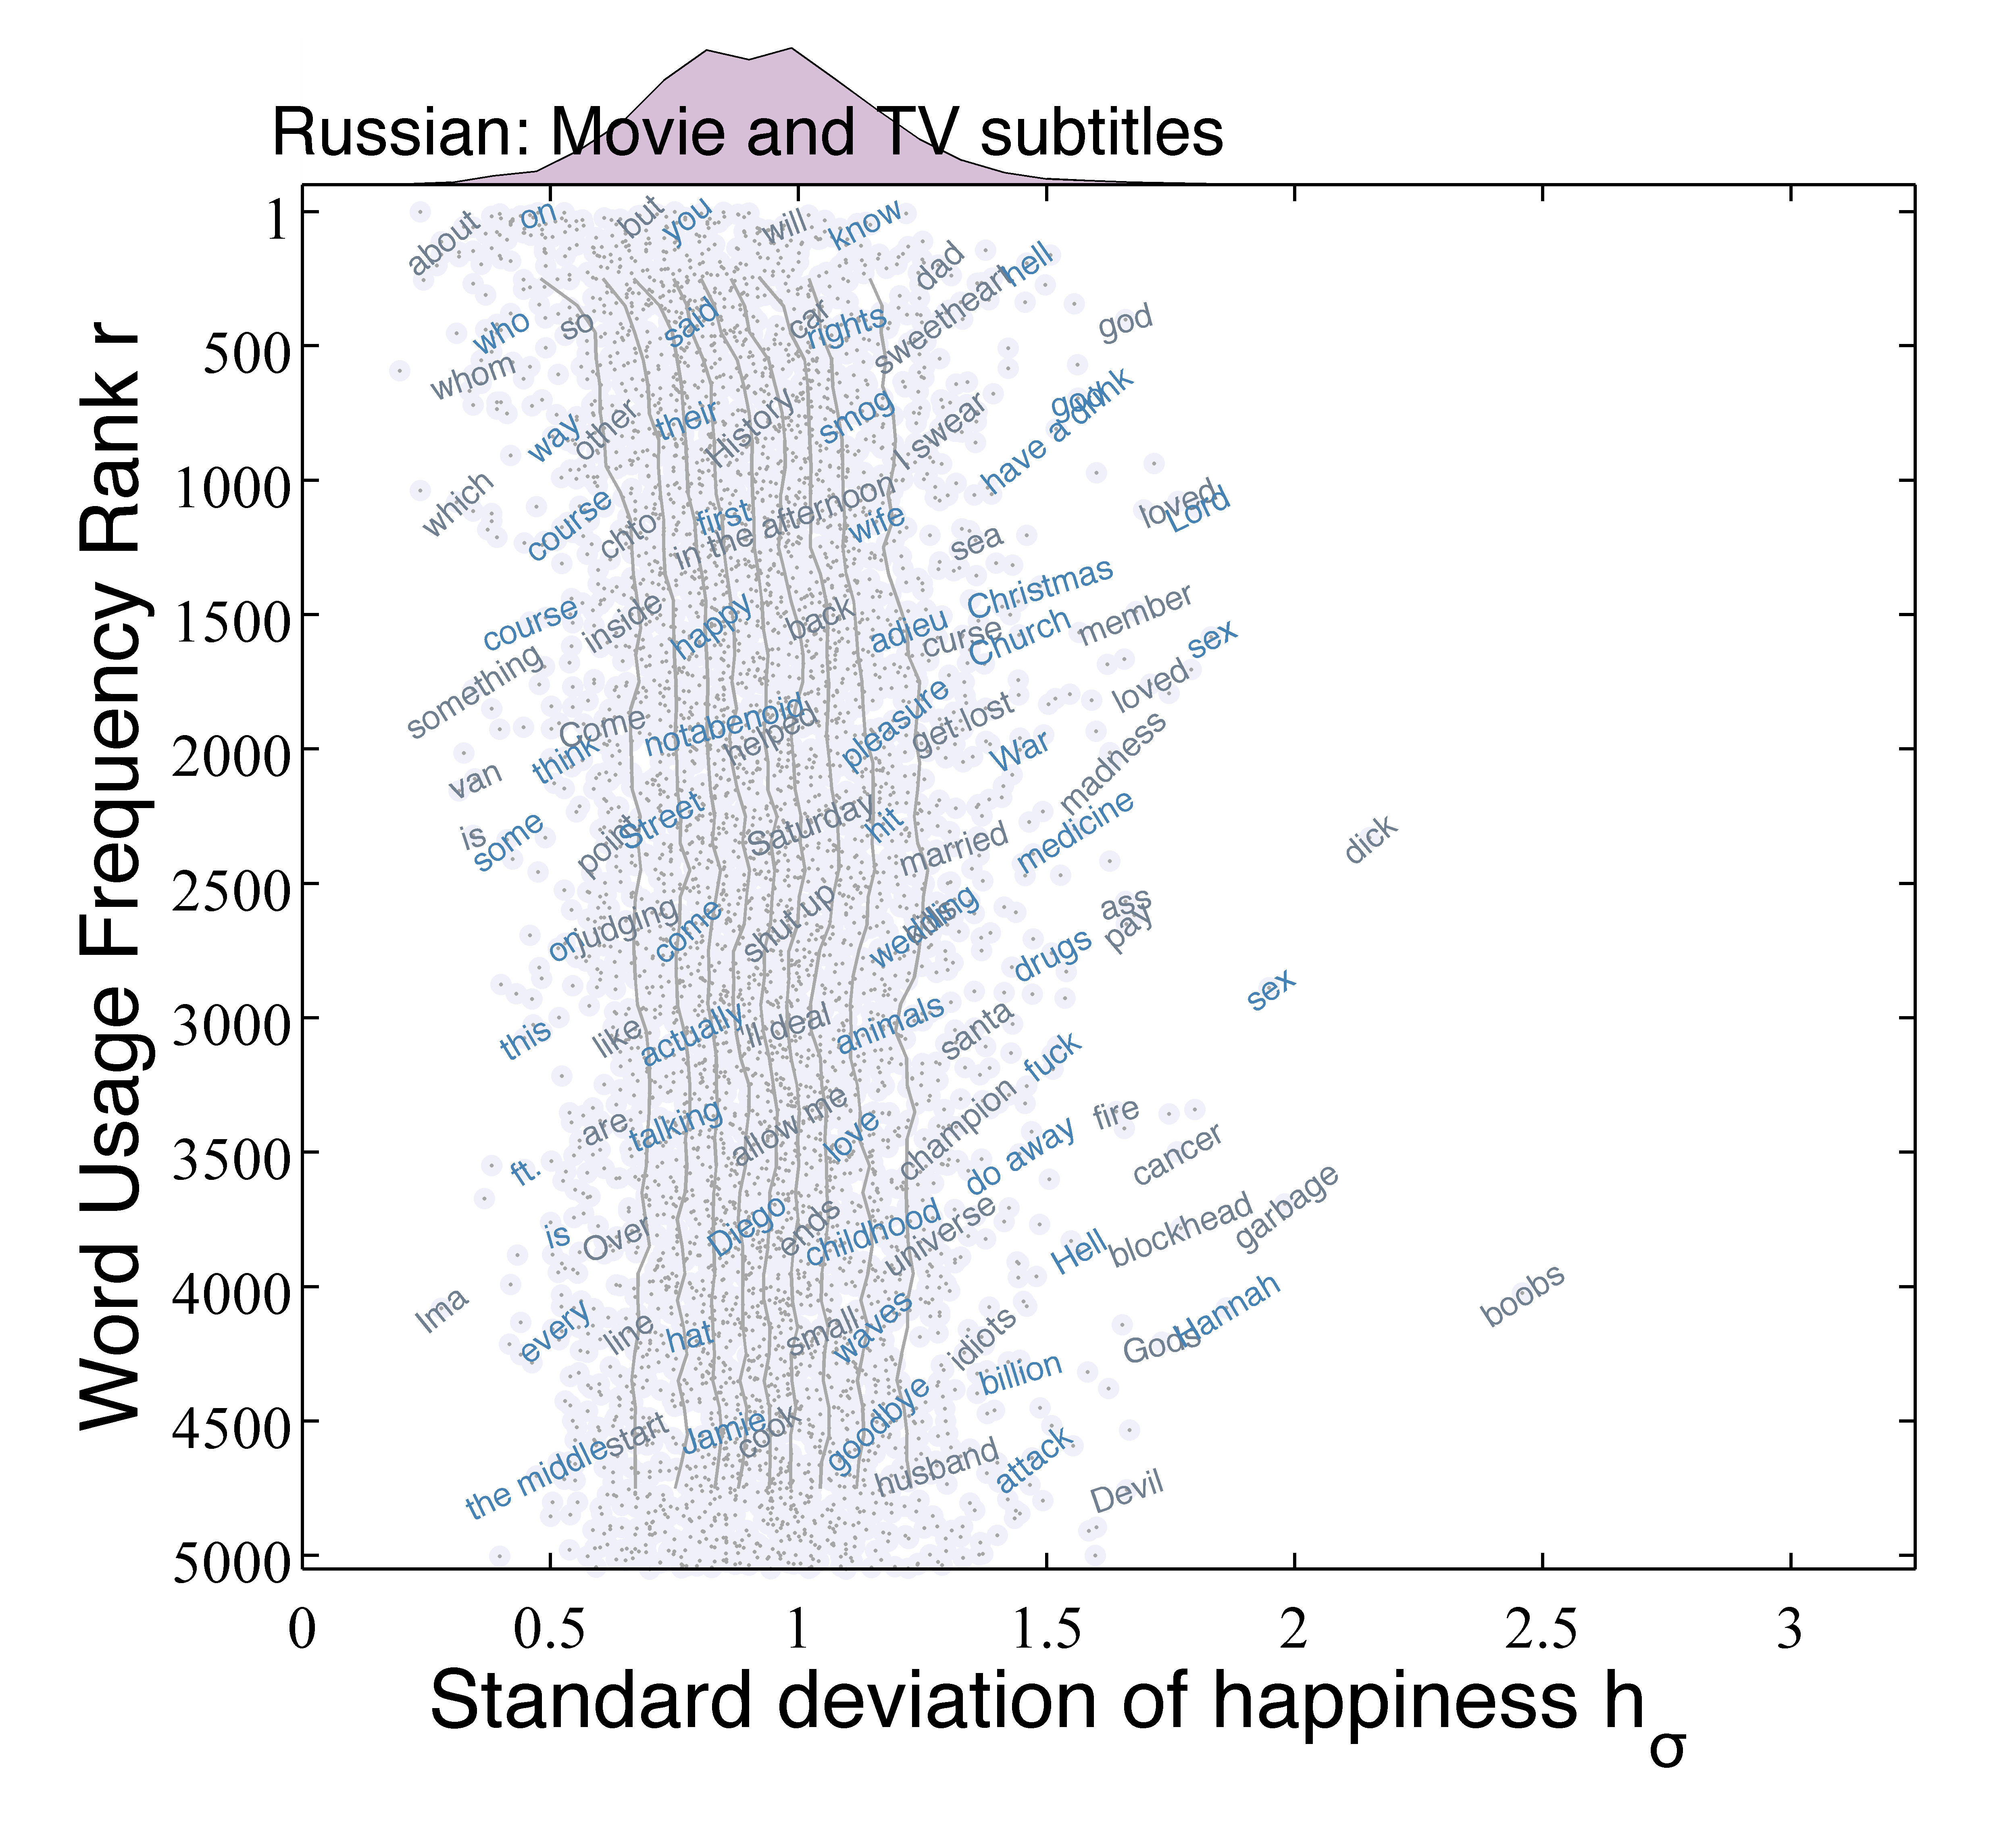 Russian: Movie and TV subtitles
Word Usage Frequency Rank r
1
500
1000
1500
2000
2500
3000
3500
4000
4500
5000
about
on
but
you
will
know
dad
hell
sweetheart
god
who
so
said
car
rights
whom
god
have a drink
way
other
their
History
smog
I swear
which
course
chto
first
in the afternoon
wife
sea
loved
Lord
course
inside
happy
back
adieu
curse
Christmas
Church
member
sex
something
Come
think
notabenoid
helped
pleasure
get lost
War
loved
madness
van
is
some
point
Street
Saturday
hit
married
medicine
dick
on
judging
come
shut up
wedding
drugs
ass
pay
sex
this
like
actually
'll deal
animals
santa
fuck
ft.
are
talking
allow me
love
champion
do away
fire
cancer
is
Over
Diego
ends
childhood
universe
Hell
blockhead
garbage
Ima
every
line
hat
small
waves
idiots
billion
Gods
Hannah
boobs
the middle
start
Jamie
cook
goodbye
husband
attack
Devil
0 0.5 1 1.5 2 2.5 3
Standard deviation of happiness hσ